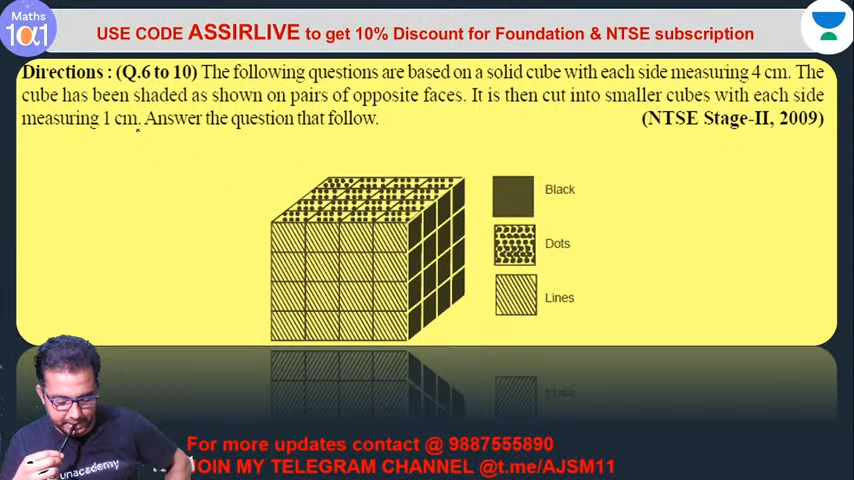 Maths
1α1
USE CODE ASSIRLIVE to get 10% Discount for Foundation & NTSE subscription
Directions : (Q.6 to 10) The following questions are based on a solid cube with each side measuring 4 cm. The
cube has been shaded as shown on pairs of opposite faces. It is then cut into smaller cubes with each side
measuring 1 cm. Answer the question that follow.
(NTSE Stage-II, 2009)
Black
Dots
Lines
unacademy
For more updates contact @ 9887555890
JOIN MY TELEGRAM CHANNEL @t.me/AJSM11